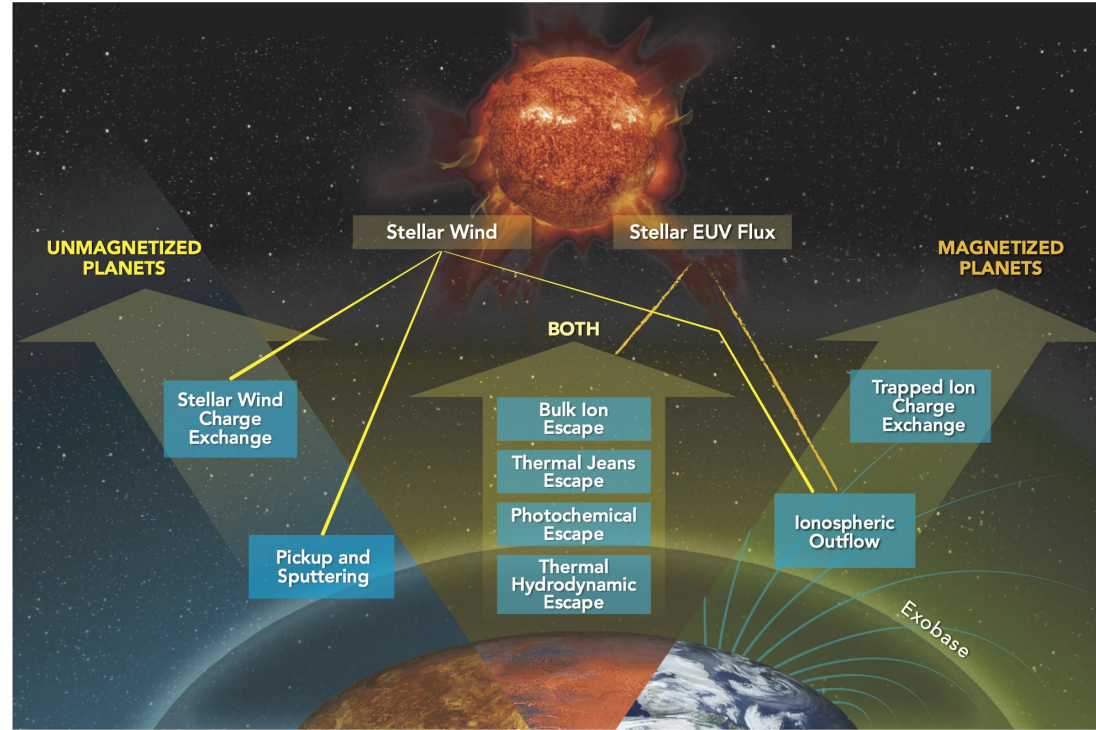 Stellar Wind
Stellar EUV Flux
UNMAGNETIZED
PLANETS
MAGNETIZED
PLANETS
BOTH
Stellar Wind
Charge
Exchange
Pickup and
Sputtering
Bulk Ion
Escape
Thermal Jeans
Escape
Photochemical
Escape
Thermal
Hydrodynamic
Escape
Trapped Ion
Charge
Exchange
Ionospheric
Outflow
Exobase